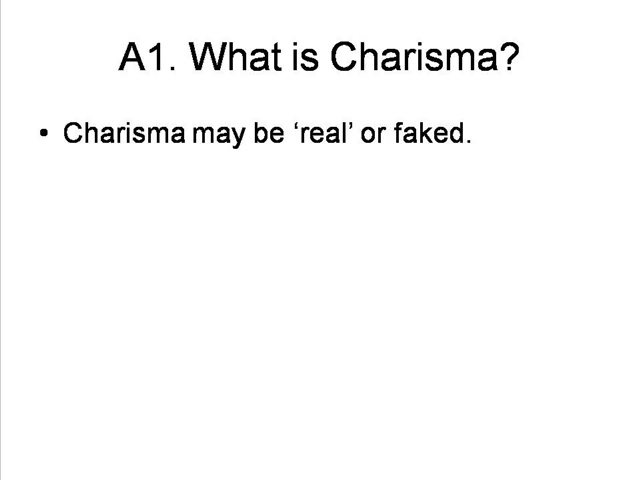 A1. What is Charisma?
• Charisma may be ‘real’ or faked.